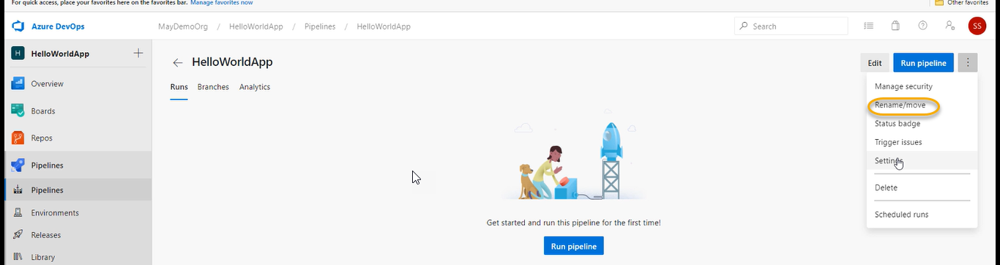 For quick access, place your favorites here on the favorites bar. Manage favorites now
Other favorites
Azure DevOps
MayDemoOrg / HelloWorldApp / Pipelines / HelloWorldApp
Search
SS
H HelloWorldApp
Overview
Boards
Repos
Pipelines
Pipelines
Environments
Releases
Library
HelloWorldApp
Edit
Run pipeline
Runs Branches Analytics
Manage security
Rename/move
Status badge
Trigger issues
Settings
Delete
Scheduled runs
Get started and run this pipeline for the first time!
Run pipeline